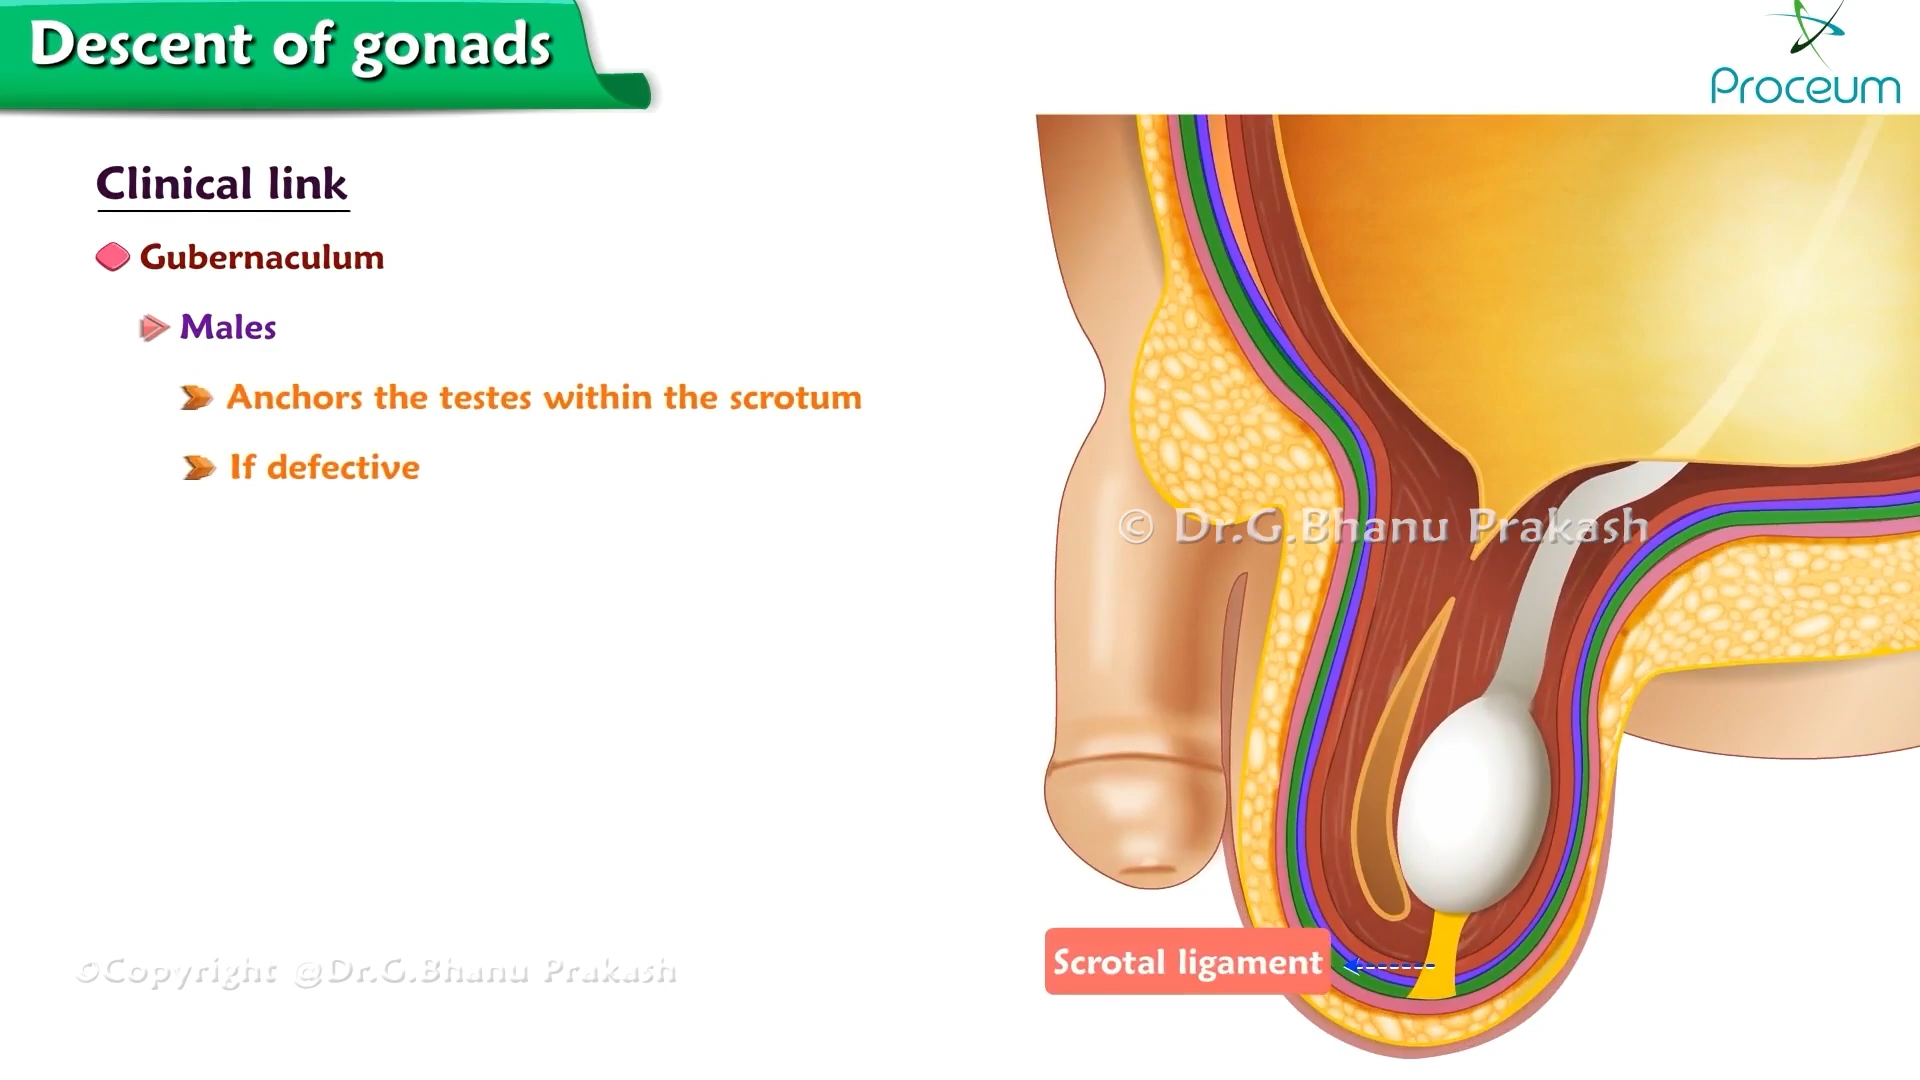 Descent of gonads
Proceum
Clinical link
Gubernaculum
Males
Anchors the testes within the scrotum
If defective
© Dr.G.Bhanu Prakash
Scrotal ligament
©Copyright @Dr.G.Bhanu Prakash